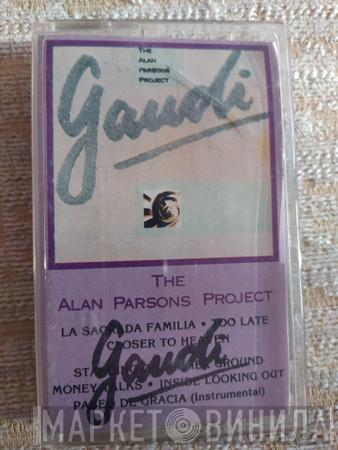 THE
ALAN
PARSONS
PROJECT
gaudi
THE
ALAN PARSONS PROJECT
LA SAGRADA FAMILIA • TOO LATE
CLOSER TO HEAVEN
gaudi
GROUND
MONEY TALKS • INSIDE LOOKING OUT
PASEO DE GRACIA (Instrumental)
МАРКЕТ ВИНИЛА